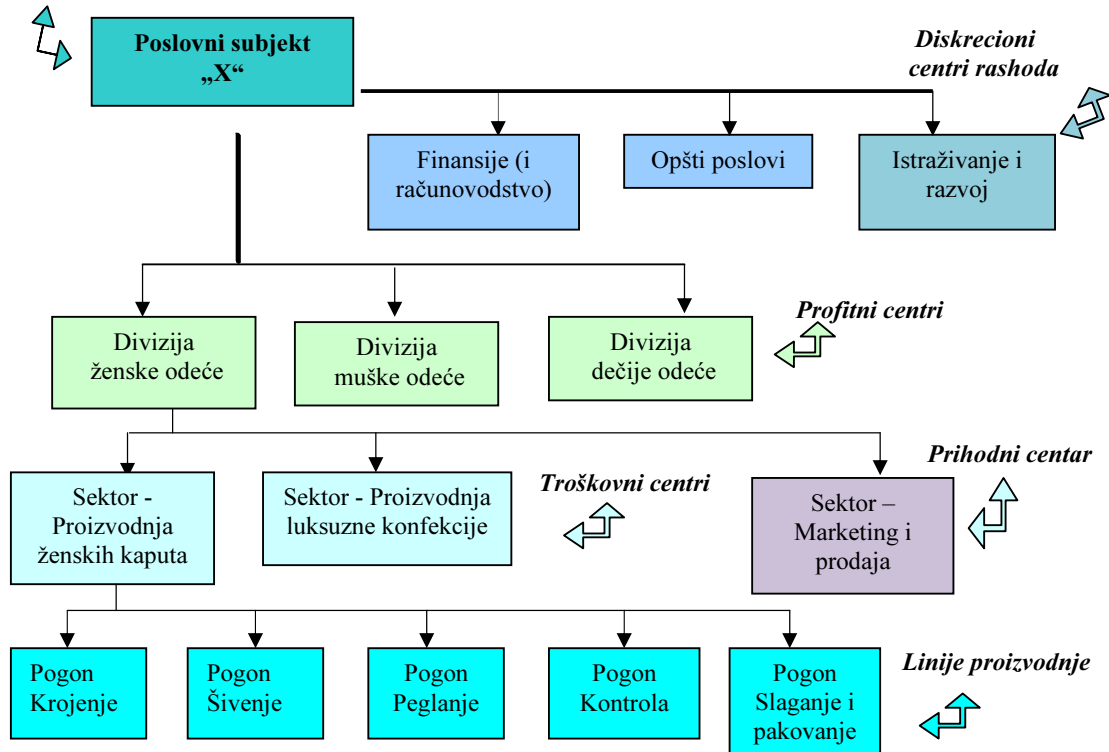 Poslovni subjekt
„X“
Diskrecioni
centri rashoda
Finansije (i
računovodstvo)
Opšti poslovi
Istraživanje i
razvoj
Profitni centri
Divizija
ženske odeće
Divizija
muške odeće
Divizija
dečije odeće
Prihodni centar
Troškovni centri
Sektor -
Proizvodnja
ženskih kaputa
Sektor - Proizvodnja
luksuzne konfekcije
Sektor –
Marketing i
prodaja
Pogon
Krojenje
Pogon
Šivenje
Pogon
Peglanje
Pogon
Kontrola
Pogon
Slaganje i
pakovanje
Linije proizvodnje